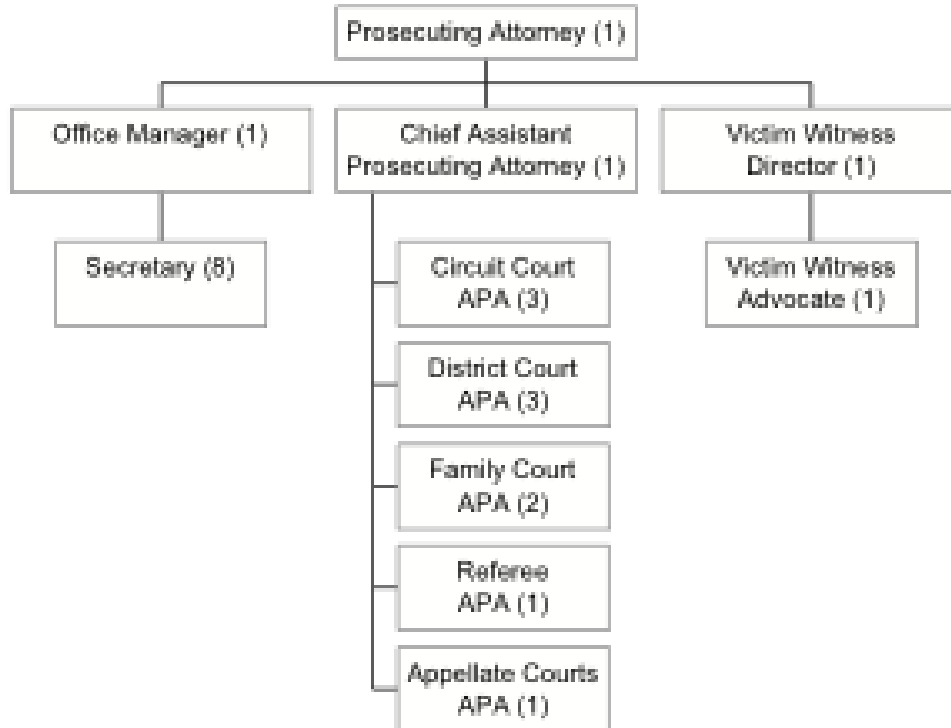 Prosecuting Attorney (1)
Office Manager (1)
Chief Assistant
Prosecuting Attorney (1)
Victim Witness
Director (1)
Secretary (8)
Victim Witness
Advocate (1)
Circuit Court
APA (3)
District Court
APA (3)
Family Court
APA (2)
Referee
APA (1)
Appellate Courts
APA (1)